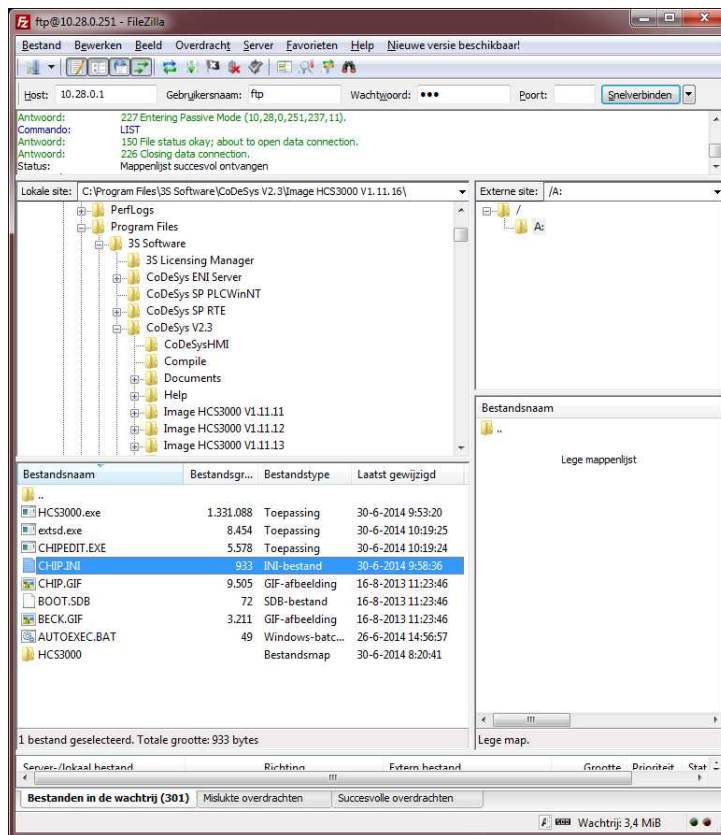 ftp@10.28.0.251 - FileZilla
Bestand Bewerken Beeld Overdracht Server Favorieten Help Nieuwe versie beschikbaar!
Host: 10.28.0.1 Gebruikersnaam: ftp Wachtwoord: ●●● Poort: Snelverbinden
Antwoord: 227 Entering Passive Mode (10,28,0,251,237,11).
Commando: LIST
Antwoord: 150 File status okay; about to open data connection.
Antwoord: 226 Closing data connection.
Status: Mappenlijst succesvol ontvangen
Lokale site: C:\Program Files\3S Software\CoDeSys V2.3\Image HCS3000 V1.11.16\
PerfLogs
Program Files
3S Software
3S Licensing Manager
CoDeSys ENI Server
CoDeSys SP PLCWinNT
CoDeSys SP RTE
CoDeSys V2.3
CoDeSysHMI
Compile
Documents
Help
Image HCS3000 V1.11.11
Image HCS3000 V1.11.12
Image HCS3000 V1.11.13
Externe site: /A:
/
A:
Bestandsnaam Bestandsgr... Bestandstype Laatst gewijzigd
..
HCS3000.exe 1.331.088 Toepassing 30-6-2014 9:53:20
extsd.exe 8.454 Toepassing 30-6-2014 10:19:25
CHIPEDIT.EXE 5.578 Toepassing 30-6-2014 10:19:24
CHIP.INI 933 INI-bestand 30-6-2014 9:58:36
CHIP.GIF 9.505 GIF-afbeelding 16-8-2013 11:23:46
BOOT.SDB 72 SDB-bestand 16-8-2013 11:23:46
BECK.GIF 3.211 GIF-afbeelding 16-8-2013 11:23:46
AUTOEXEC.BAT 49 Windows-batc... 26-6-2014 14:56:57
HCS3000 Bestandsmap 30-6-2014 8:20:41
1 bestand geselecteerd. Totale grootte: 933 bytes
Bestandsnaam
..
Lege mappenlijst
Lege map.
Server-/lokaal bestand Richting Extern bestand Grootte Prioriteit Stat
Bestanden in de wachtrij (301) Mislukte overdrachten Succesvolle overdrachten
Wachtrij: 3,4 MiB